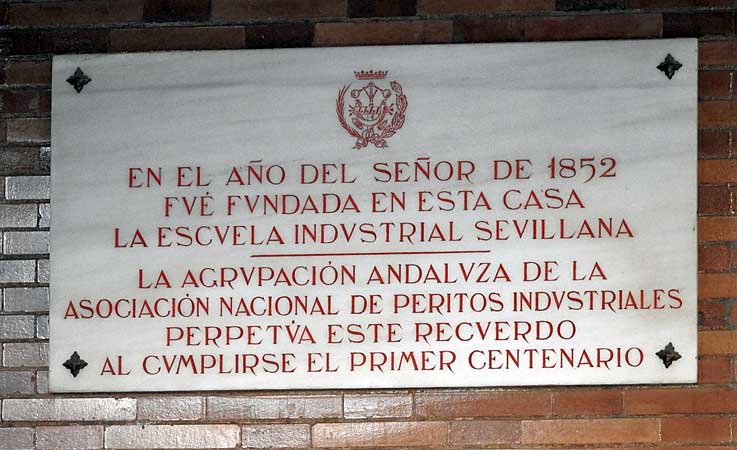 EN EL AÑO DEL SEÑOR DE 1852
FVÉ FVNDADA EN ESTA CASA
LA ESCVELA INDVSTRIAL SEVILLANA
LA AGRVPACIÓN ANDALVZA DE LA
ASOCIACIÓN NACIONAL DE PERITOS INDVSTRIALES
PERPETV́A ESTE RECVERDO
AL CVMPLIRSE EL PRIMER CENTENARIO